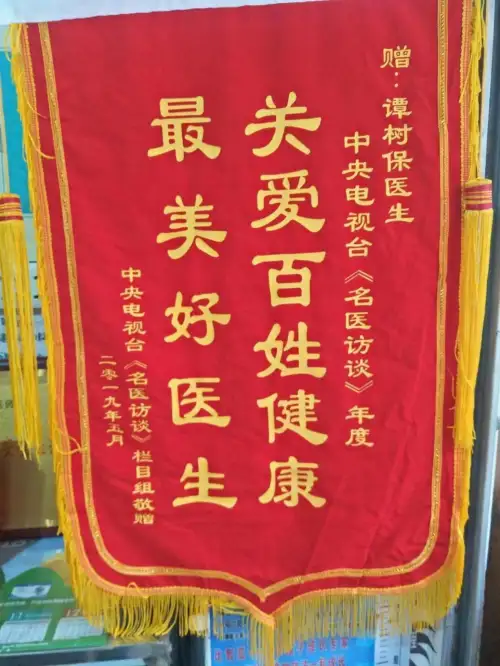 赠：谭树保医生
中央电视台《名医访谈》年度
关爱百姓健康
最美好医生
中央电视台《名医访谈》栏目组敬赠
二零一九年五月